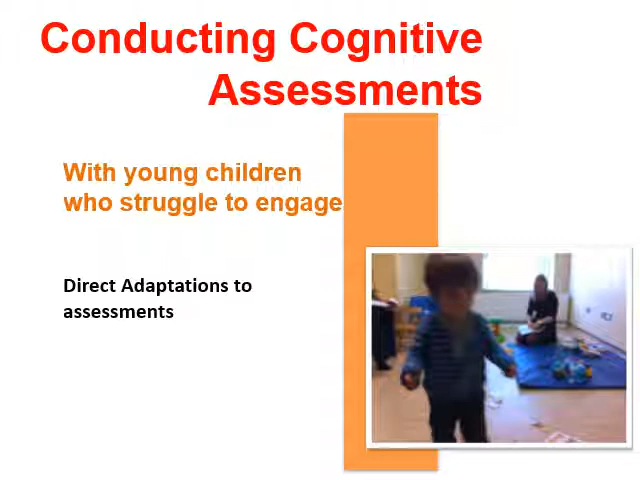 Conducting Cognitive
Assessments
With young children
who struggle to engage
Direct Adaptations to
assessments